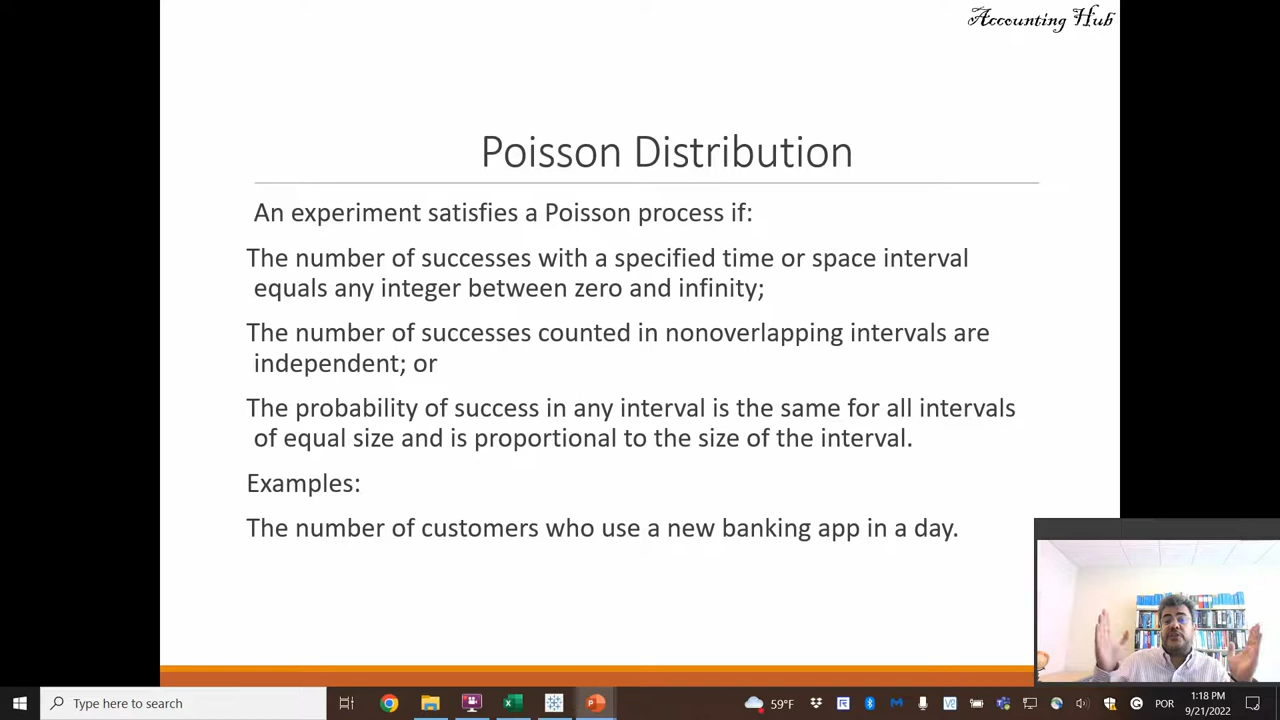 Accounting Hub
Poisson Distribution
An experiment satisfies a Poisson process if:
The number of successes with a specified time or space interval
equals any integer between zero and infinity;
The number of successes counted in nonoverlapping intervals are
independent; or
The probability of success in any interval is the same for all intervals
of equal size and is proportional to the size of the interval.
Examples:
The number of customers who use a new banking app in a day.
Type here to search
59°F
POR
1:18 PM
9/21/2022